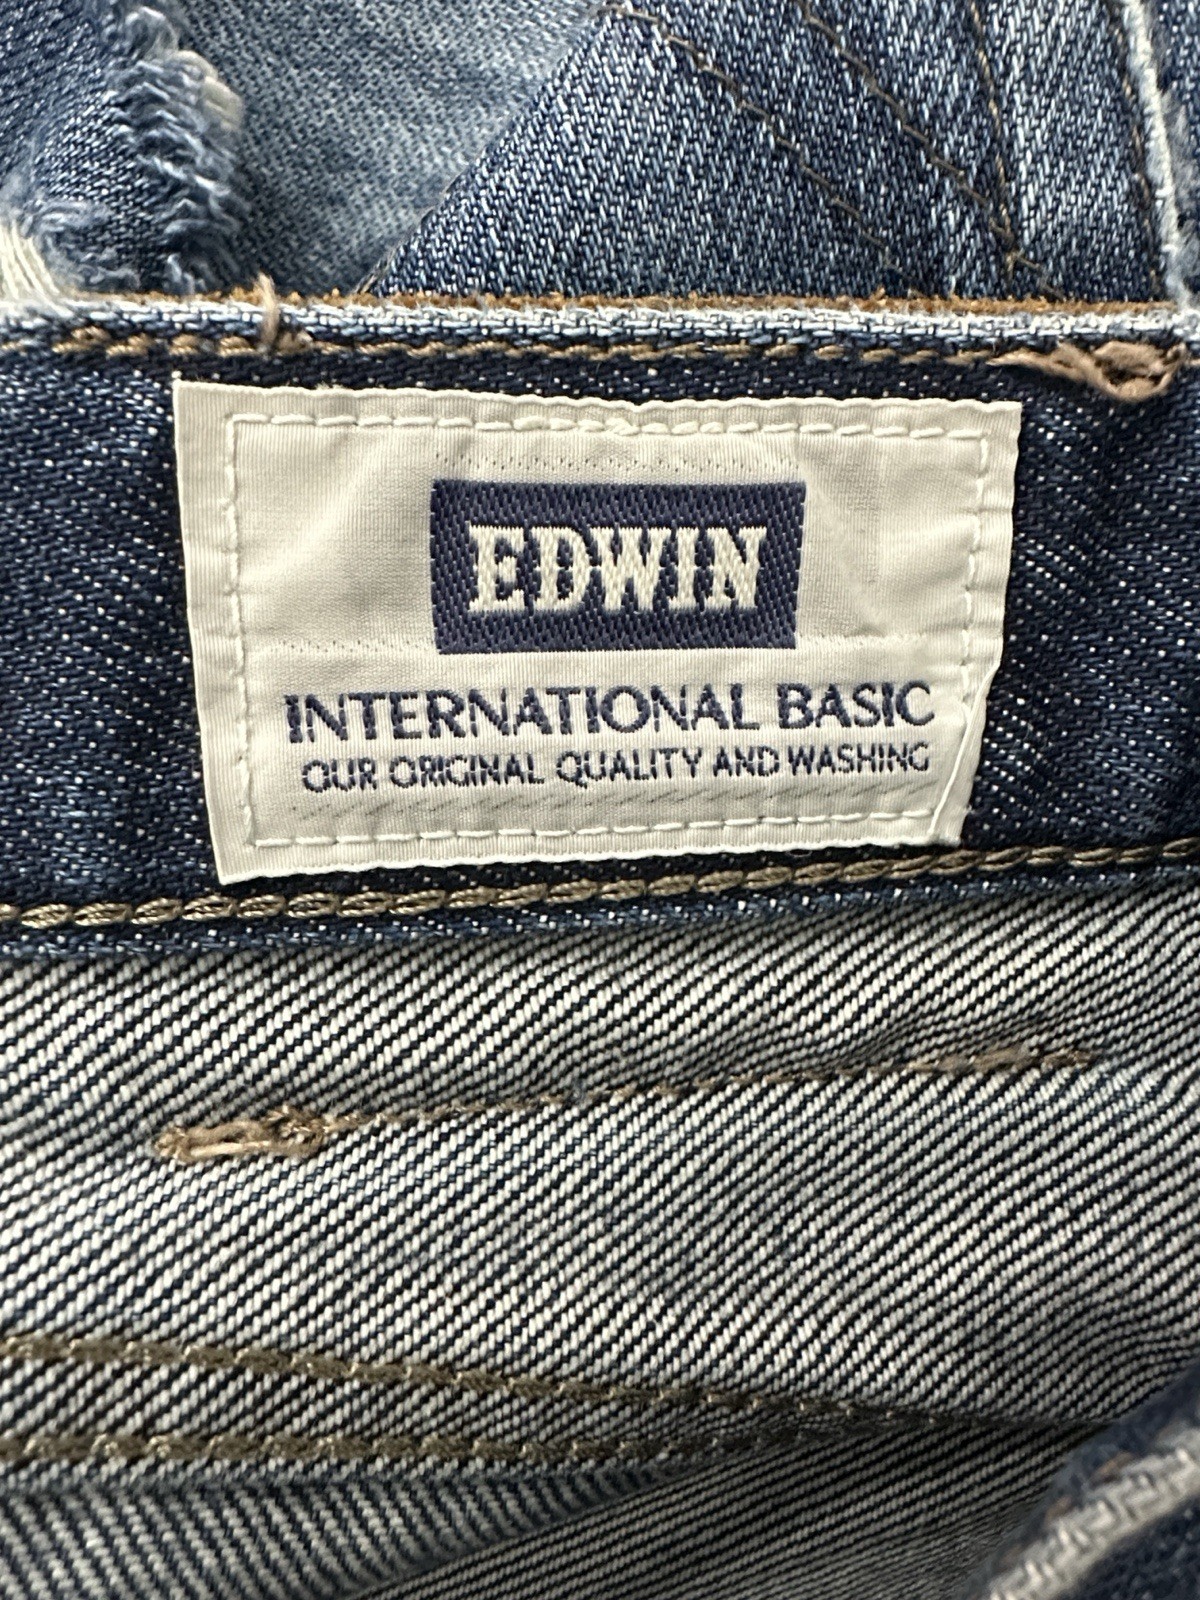 EDWIN
INTERNATIONAL BASIC
OUR ORIGINAL QUALITY AND WASHING